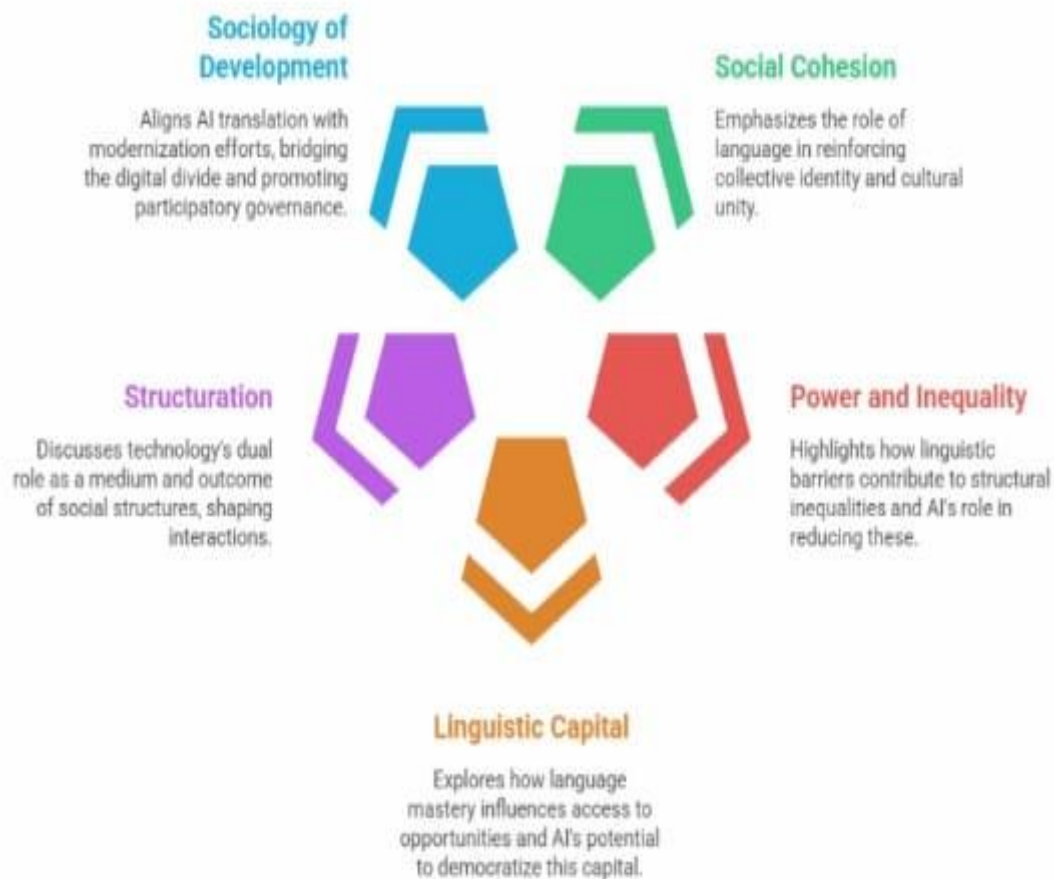 Sociology of
Development
Aligns AI translation with
modernization efforts, bridging
the digital divide and promoting
participatory governance.
Social Cohesion
Emphasizes the role of
language in reinforcing
collective identity and cultural
unity.
Structuration
Discusses technology's dual
role as a medium and outcome
of social structures, shaping
interactions.
Power and Inequality
Highlights how linguistic
barriers contribute to structural
inequalities and AI's role in
reducing these.
Linguistic Capital
Explores how language
mastery influences access to
opportunities and AI's potential
to democratize this capital.